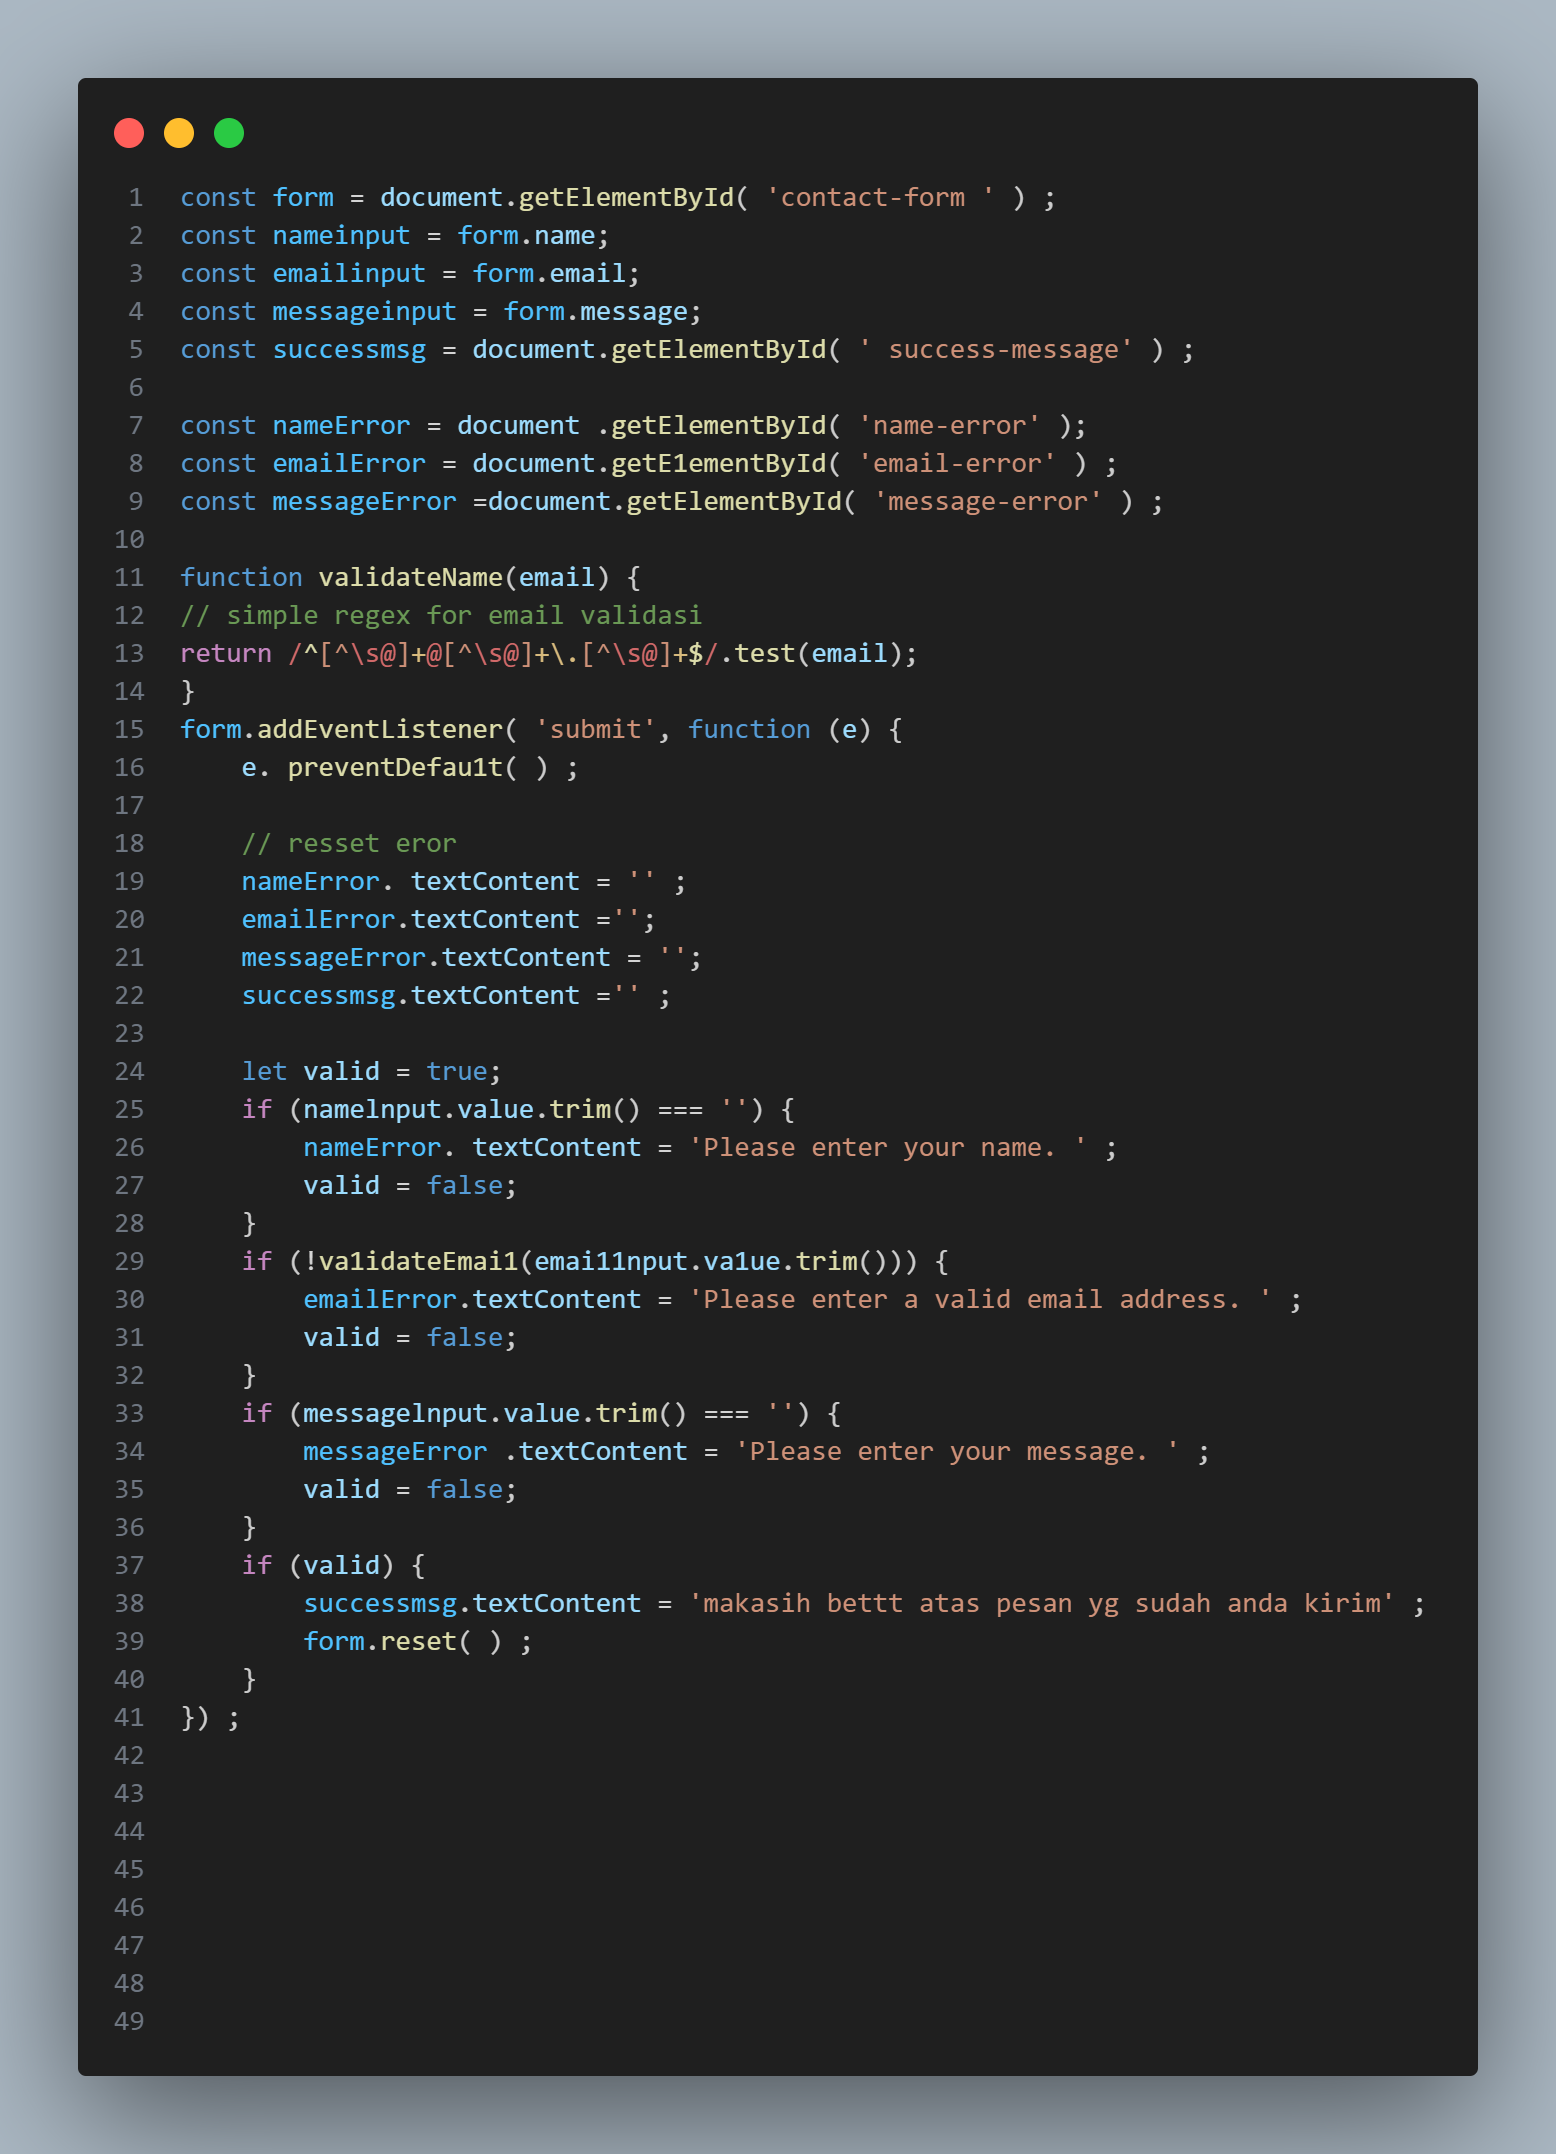 1 const form = document.getElementById( 'contact-form ' ) ;
2 const nameinput = form.name;
3 const emailinput = form.email;
4 const messageinput = form.message;
5 const successmsg = document.getElementById( ' success-message' ) ;
6
7 const nameError = document .getElementById( 'name-error' );
8 const emailError = document.getE1ementById( 'email-error' ) ;
9 const messageError =document.getElementById( 'message-error' ) ;
10
11 function validateName(email) {
12 // simple regex for email validasi
13 return /^[^\s@]+@[^\s@]+\.[^\s@]+$/.test(email);
14 }
15 form.addEventListener( 'submit', function (e) {
16     e. preventDefau1t( ) ;
17
18     // resset eror
19     nameError. textContent = '' ;
20     emailError.textContent ='';
21     messageError.textContent = '';
22     successmsg.textContent ='' ;
23
24     let valid = true;
25     if (namelnput.value.trim() === '') {
26         nameError. textContent = 'Please enter your name. ' ;
27         valid = false;
28     }
29     if (!va1idateEmai1(emai11nput.va1ue.trim())) {
30         emailError.textContent = 'Please enter a valid email address. ' ;
31         valid = false;
32     }
33     if (messagelnput.value.trim() === '') {
34         messageError .textContent = 'Please enter your message. ' ;
35         valid = false;
36     }
37     if (valid) {
38         successmsg.textContent = 'makasih bettt atas pesan yg sudah anda kirim' ;
39         form.reset( ) ;
40     }
41 }) ;
42
43
44
45
46
47
48
49